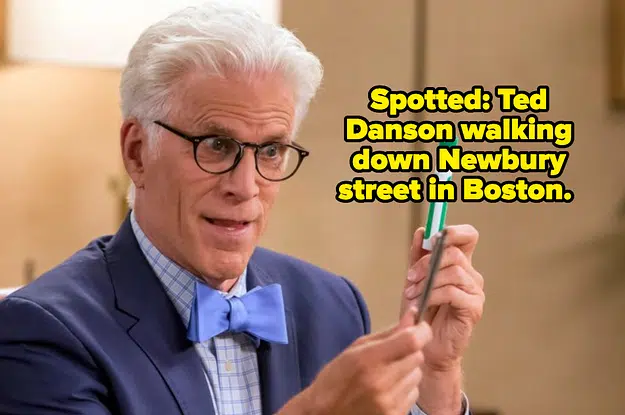 Spotted: Ted
Danson walking
down Newbury
street in Boston.